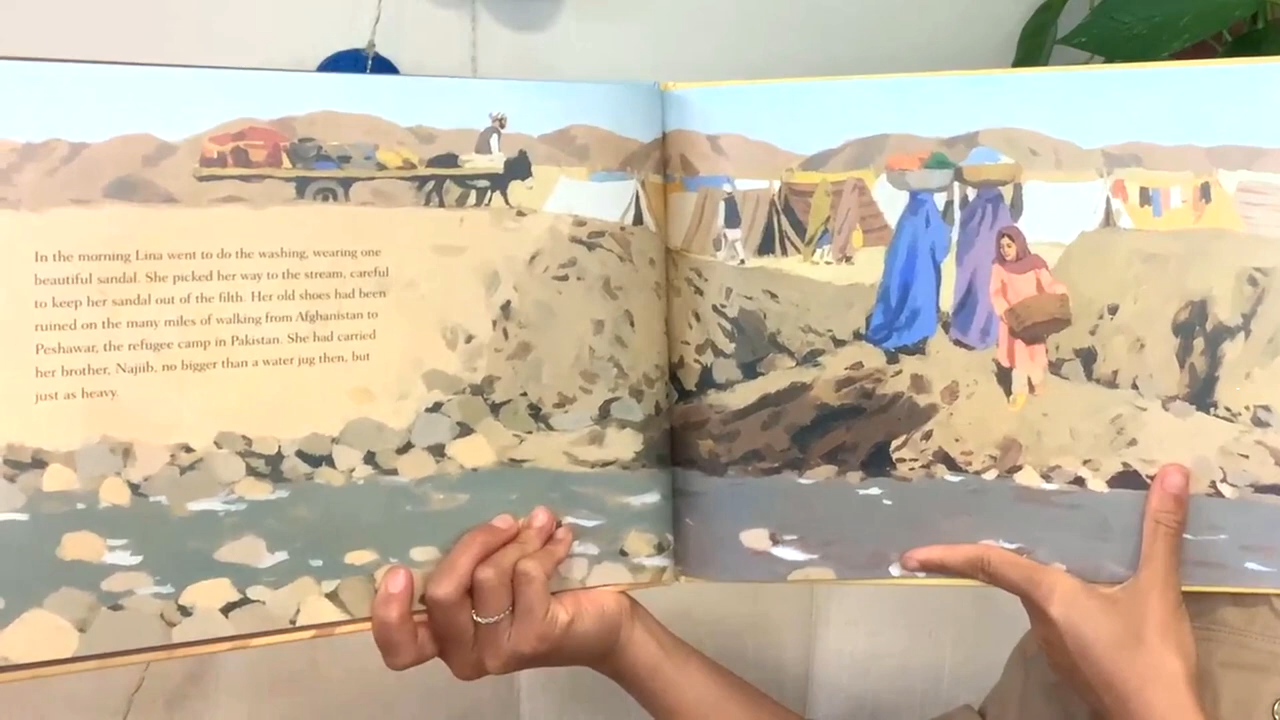 In the morning Lina went to do the washing, wearing one
beautiful sandal. She picked her way to the stream, careful
to keep her sandal out of the filth. Her old shoes had been
ruined on the many miles of walking from Afghanistan to
Peshawar, the refugee camp in Pakistan. She had carried
her brother, Najiib, no bigger than a water jug then, but
just as heavy.